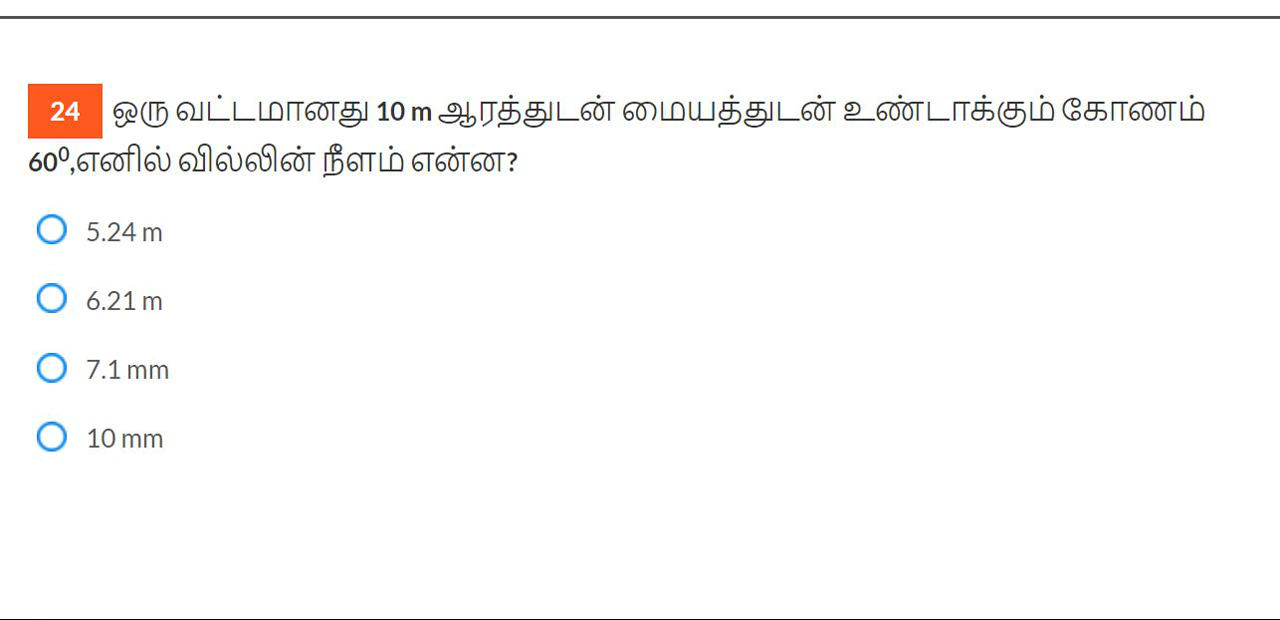 24 ஒரு வட்டமானது 10 m ஆரத்துடன் மையத்துடன் உண்டாக்கும் கோணம்
60⁰,எனில் வில்லின் நீளம் என்ன?
5.24 m
6.21 m
7.1 mm
10 mm